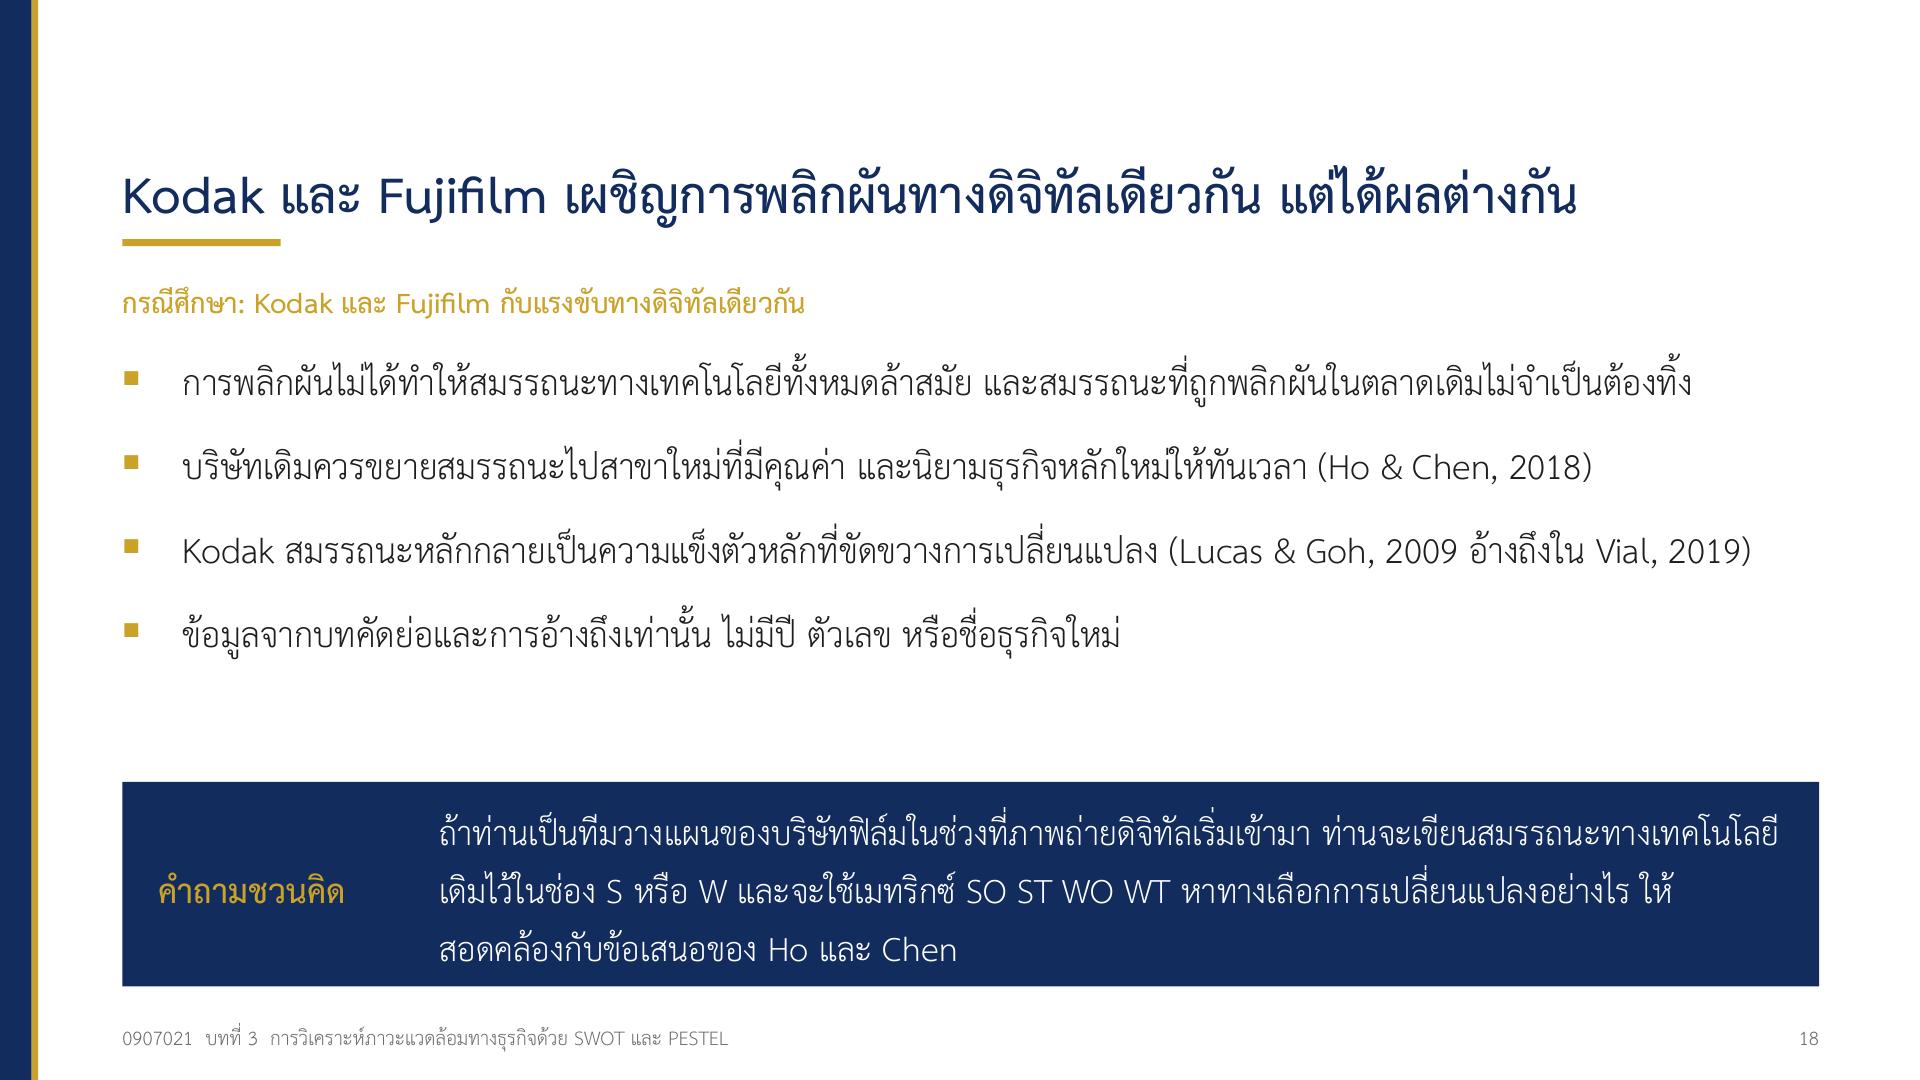 Kodak และ Fujifilm เผชิญการพลิกผันทางดิจิทัลเดียวกัน แต่ได้ผลต่างกัน
กรณีศึกษา: Kodak และ Fujifilm กับแรงขับทางดิจิทัลเดียวกัน
การพลิกผันไม่ได้ทำให้สมรรถนะทางเทคโนโลยีทั้งหมดล้าสมัย และสมรรถนะที่ถูกพลิกผันในตลาดเดิมไม่จำเป็นต้องทิ้ง
บริษัทเดิมควรขยายสมรรถนะไปสาขาใหม่ที่มีคุณค่า และนิยามธุรกิจหลักใหม่ให้ทันเวลา (Ho & Chen, 2018)
Kodak สมรรถนะหลักกลายเป็นความแข็งตัวหลักที่ขัดขวางการเปลี่ยนแปลง (Lucas & Goh, 2009 อ้างถึงใน Vial, 2019)
ข้อมูลจากบทคัดย่อและการอ้างถึงเท่านั้น ไม่มีปี ตัวเลข หรือชื่อธุรกิจใหม่
ถ้าท่านเป็นทีมวางแผนของบริษัทฟิล์มในช่วงที่ภาพถ่ายดิจิทัลเริ่มเข้ามา ท่านจะเขียนสมรรถนะทางเทคโนโลยี
คำถามชวนคิด
เดิมไว้ในช่อง S หรือ W และจะใช้เมทริกซ์ SO ST WO WT หาทางเลือกการเปลี่ยนแปลงอย่างไร ให้
สอดคล้องกับข้อเสนอของ Ho และ Chen
0907021 บทที่ 3 การวิเคราะห์ภาวะแวดล้อมทางธุรกิจด้วย SWOT และ PESTEL
18